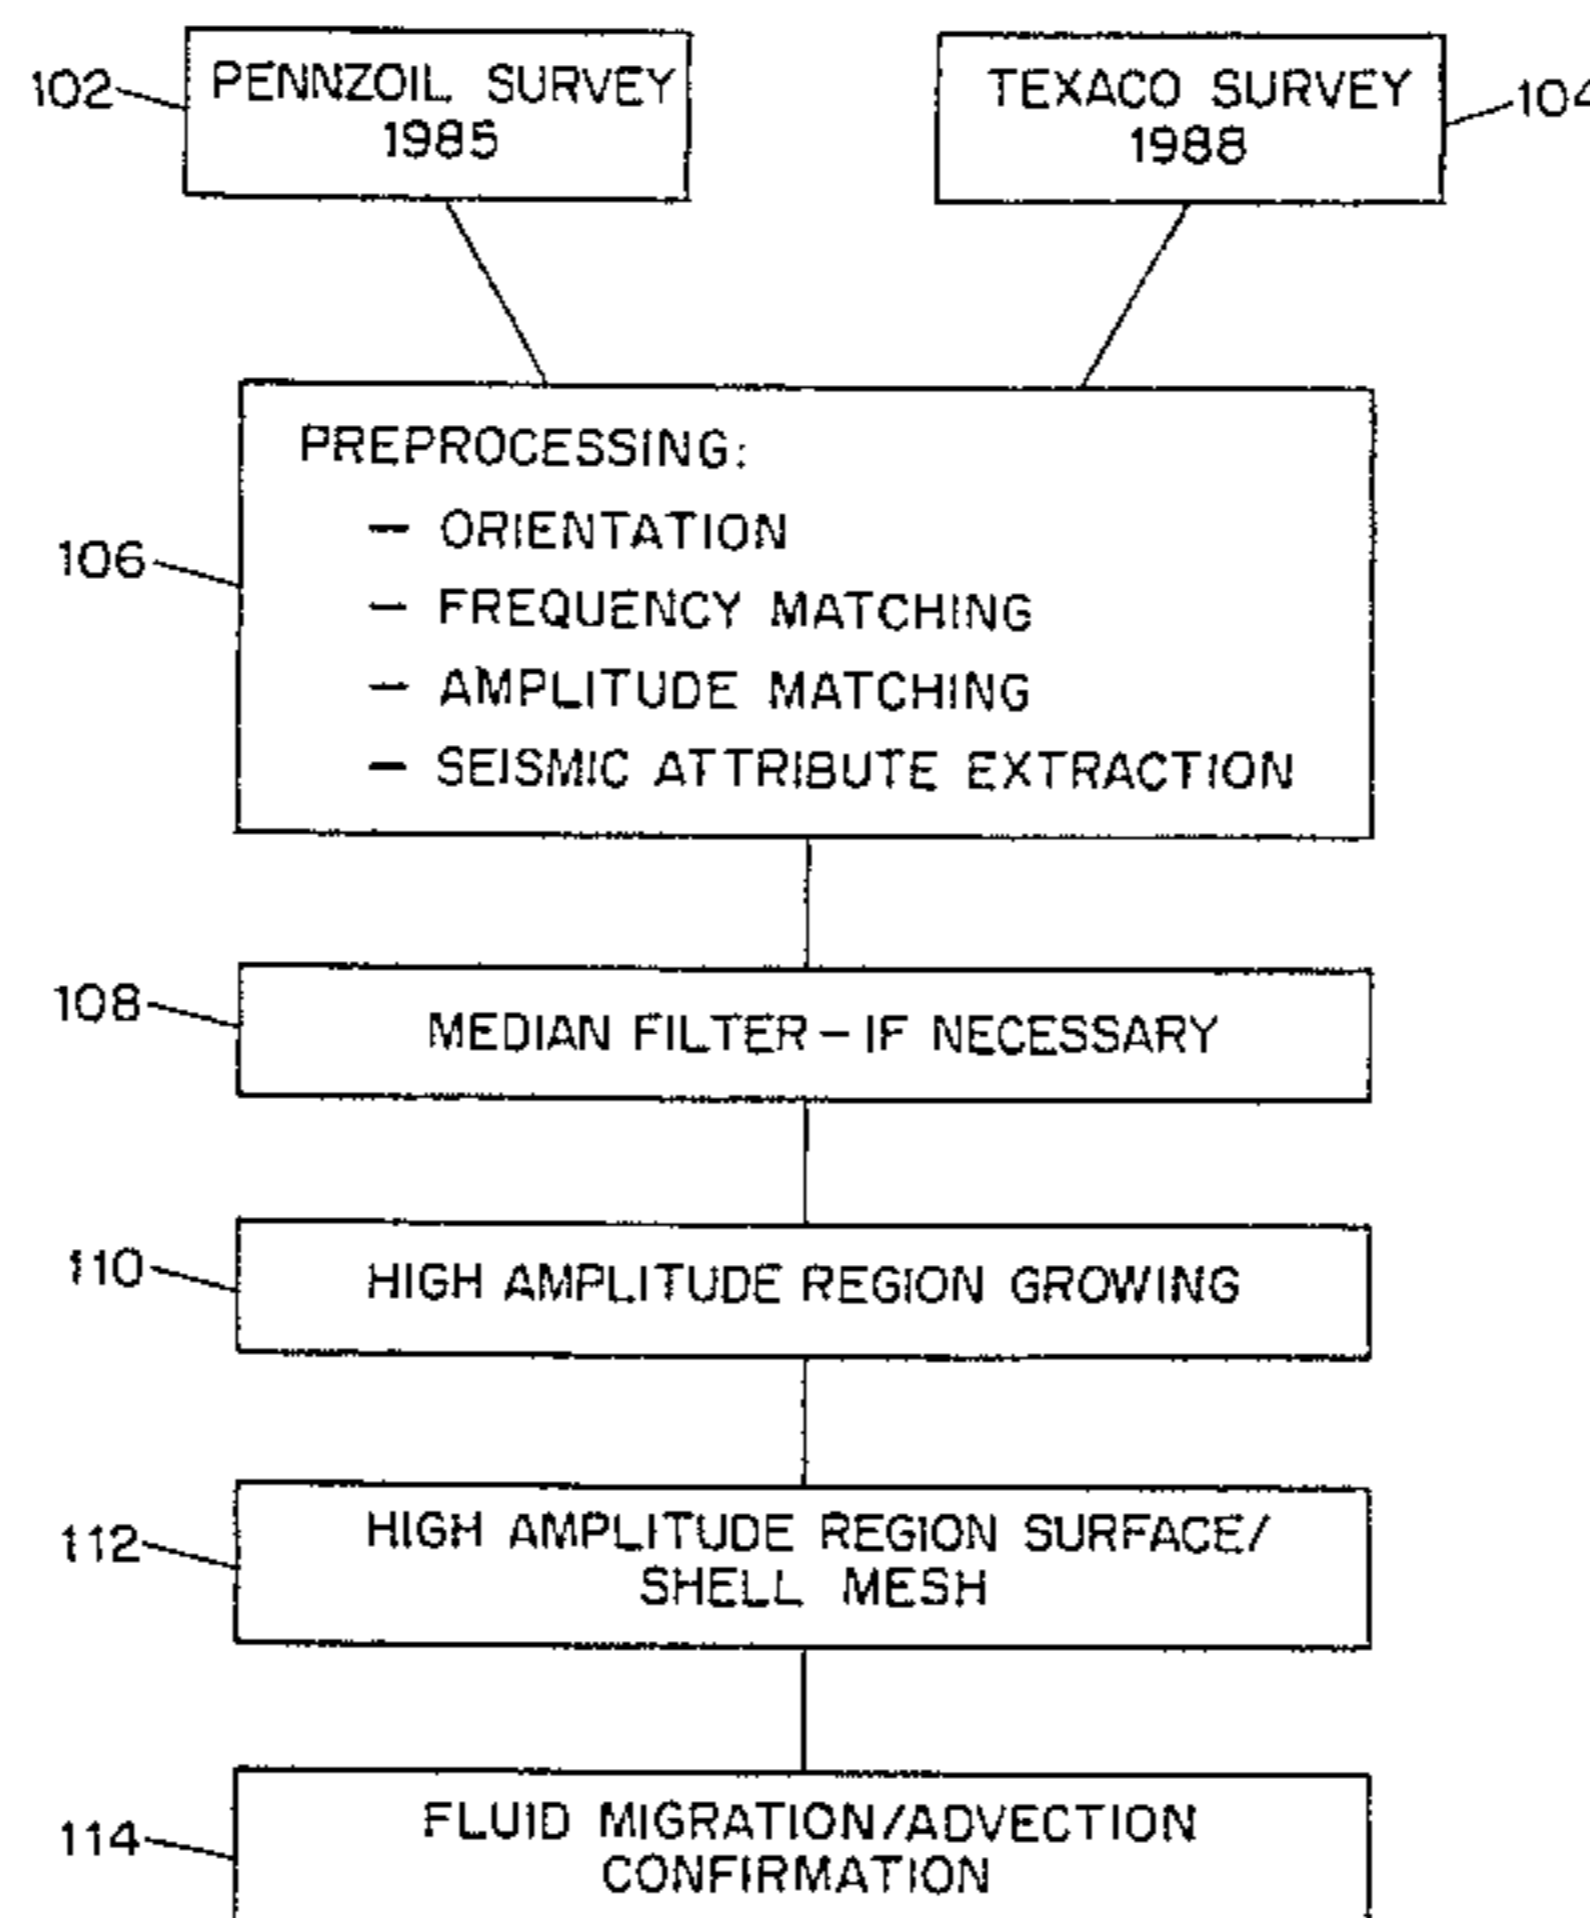 102
PENNZOIL SURVEY
1985
TEXACO SURVEY
1988
104
PREPROCESSING:
– ORIENTATION
106
– FREQUENCY MATCHING
– AMPLITUDE MATCHING
– SEISMIC ATTRIBUTE EXTRACTION
108
MEDIAN FILTER – IF NECESSARY
110
HIGH AMPLITUDE REGION GROWING
112
HIGH AMPLITUDE REGION SURFACE/
SHELL MESH
114
FLUID MIGRATION/ADVECTION
CONFIRMATION